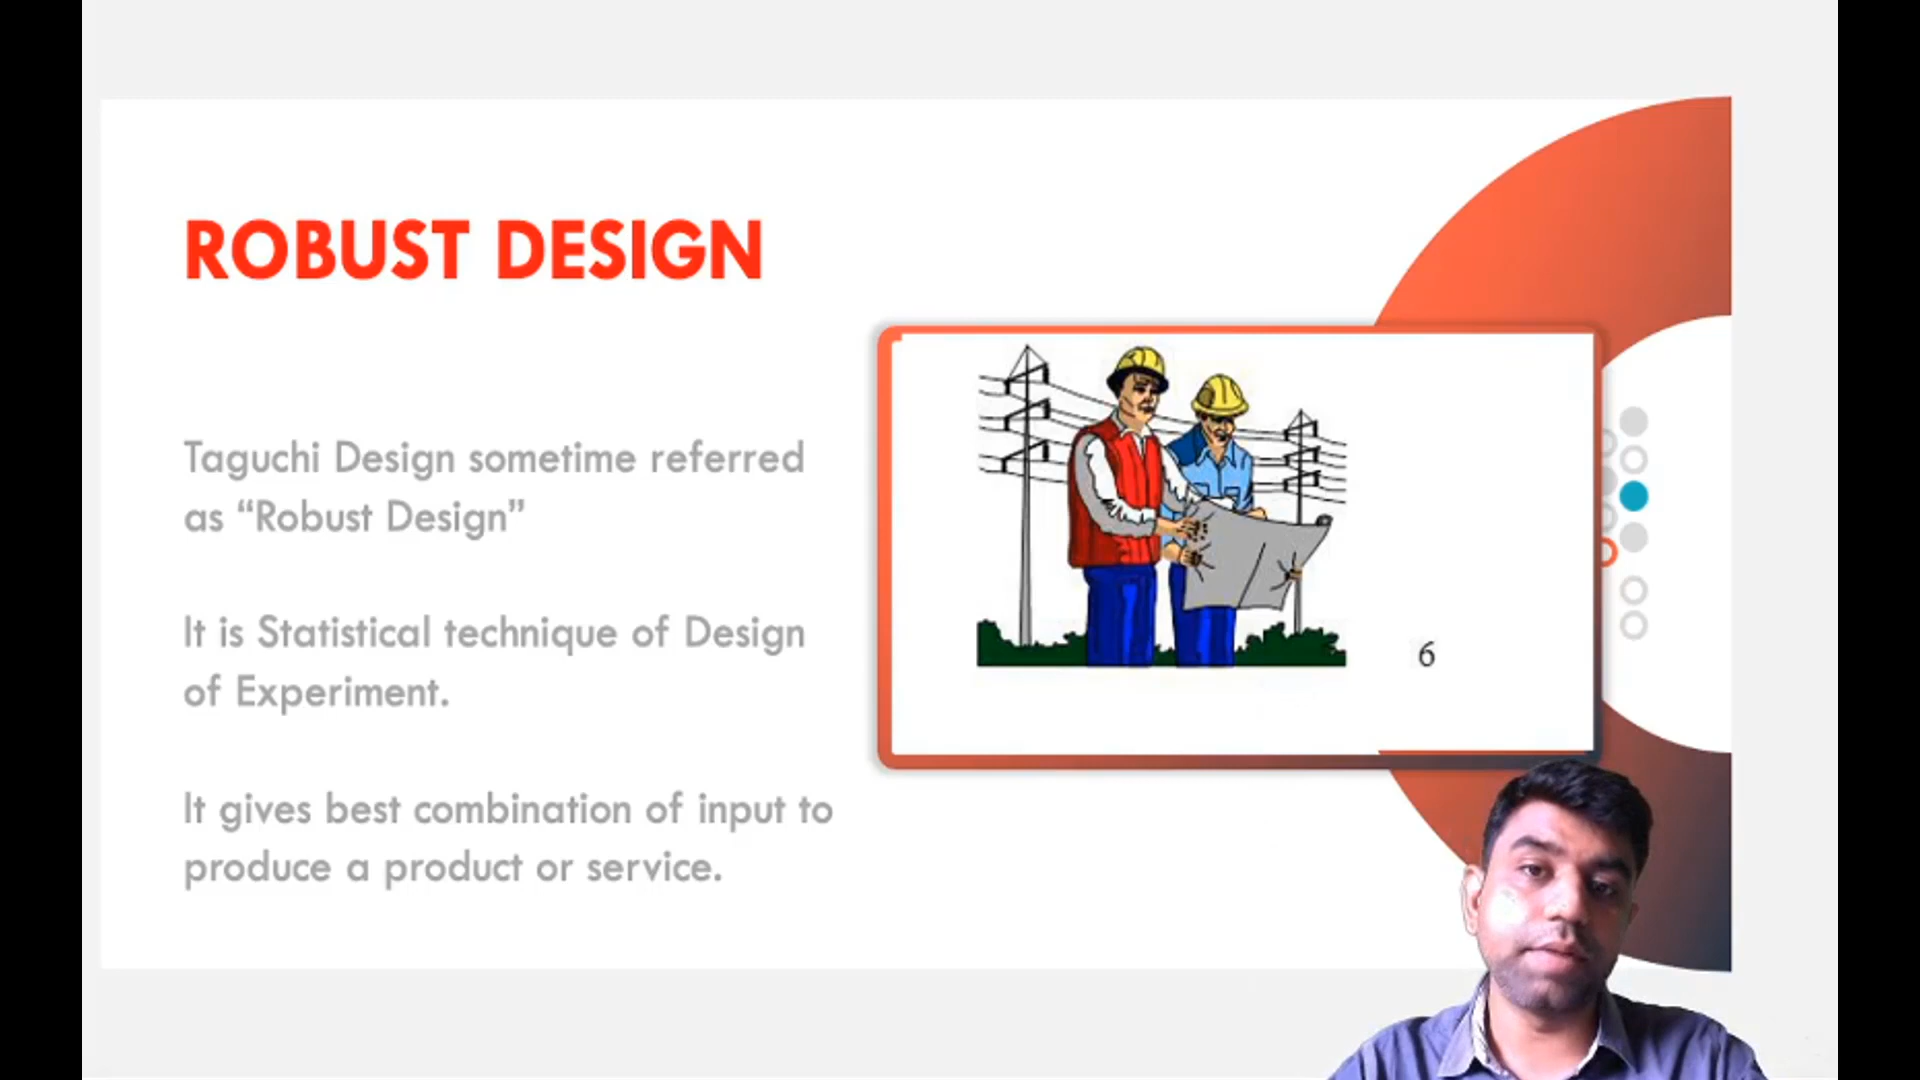 ROBUST DESIGN
Taguchi Design sometime referred
as “Robust Design”
It is Statistical technique of Design
of Experiment.
It gives best combination of input to
produce a product or service.
6